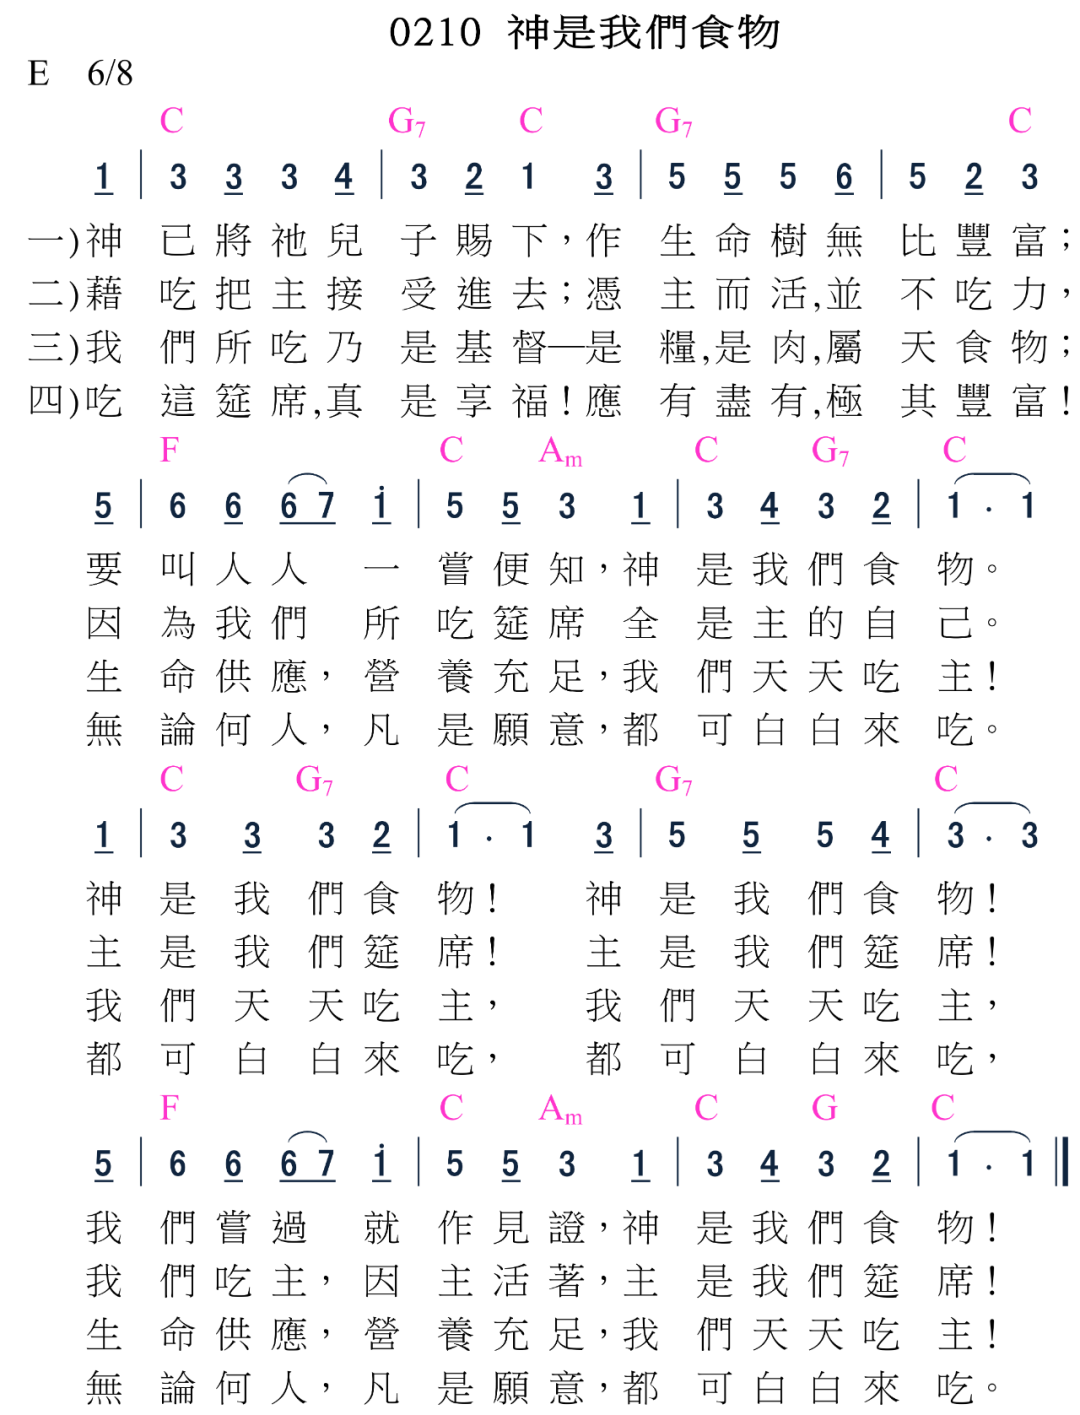 0210 神是我們食物
E 6/8
C G7 C G7 C
1 | 3 3 3 4 | 3 2 1 3 | 5 5 5 6 | 5 2 3
一)神 已將祂兒 子賜下，作 生命樹無 比豐富；
二)藉 吃把主接 受進去；憑 主而活,並 不吃力，
三)我 們所吃乃 是基督—是 糧,是肉,屬 天食物；
四)吃 這筵席,真 是享福！應 有盡有,極 其豐富！
F C Am C G7 C
5 | 6 6 6 7 i | 5 5 3 1 | 3 4 3 2 | 1 . 1
要 叫人人 一 嘗便知，神 是我們食 物。
因 為我們 所 吃筵席 全 是主的自 己。
生 命供應，營 養充足，我 們天天吃 主！
無 論何人，凡 是願意，都 可白白來 吃。
C G7 C G7 C
1 | 3 3 3 2 | 1 . 1 3 | 5 5 5 4 | 3 . 3
神 是我們食 物！ 神 是我們食 物！
主 是我們筵 席！ 主 是我們筵 席！
我 們天天吃 主， 我 們天天吃 主，
都 可白白來 吃， 都 可白白來 吃，
F C Am C G C
5 | 6 6 6 7 i | 5 5 3 1 | 3 4 3 2 | 1 . 1 ‖
我 們嘗過 就 作見證，神 是我們食 物！
我 們吃主，因 主活著，主 是我們筵 席！
生 命供應，營 養充足，我 們天天吃 主！
無 論何人，凡 是願意，都 可白白來 吃。